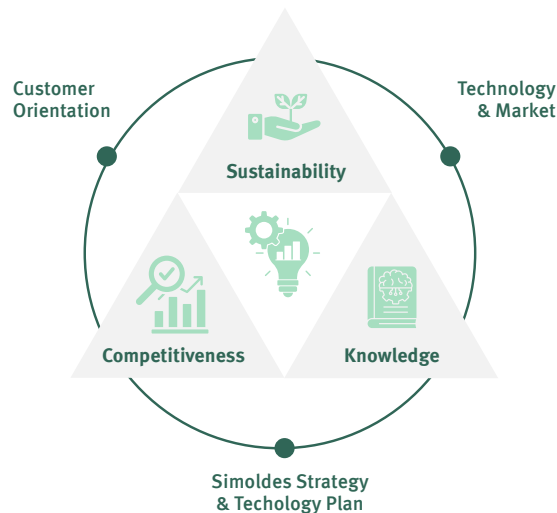 Customer
Orientation
Technology
& Market
Sustainability
Competitiveness
Knowledge
Simoldes Strategy
& Techology Plan